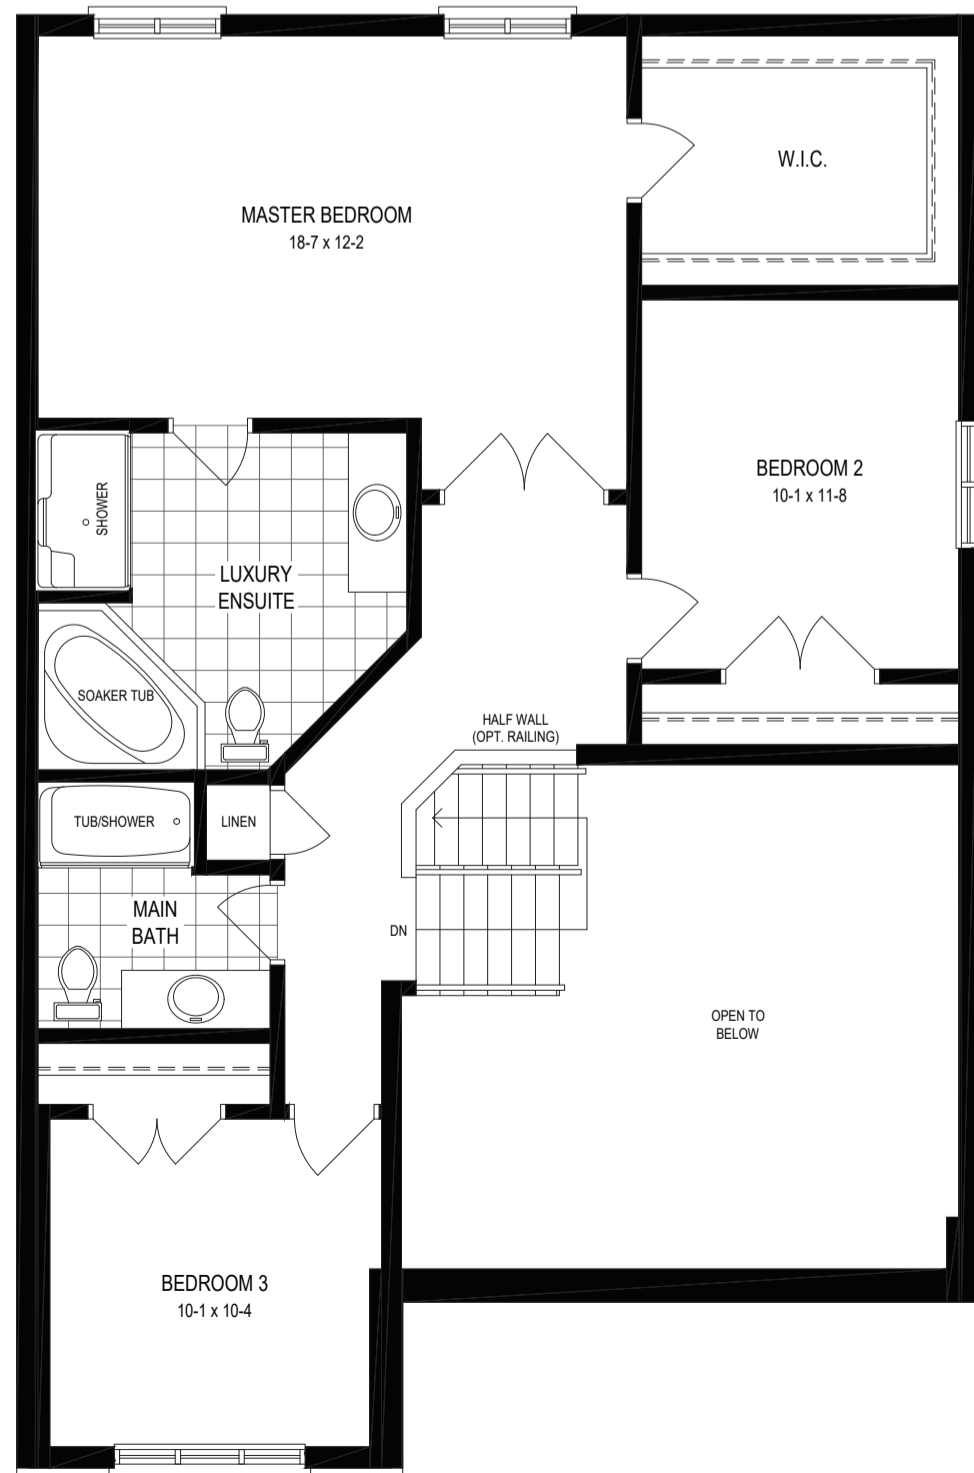 W.I.C.
MASTER BEDROOM
18-7 x 12-2
BEDROOM 2
10-1 x 11-8
SHOWER
LUXURY
ENSUITE
SOAKER TUB
HALF WALL
(OPT. RAILING)
TUB/SHOWER
LINEN
MAIN
BATH
DN
OPEN TO
BELOW
BEDROOM 3
10-1 x 10-4